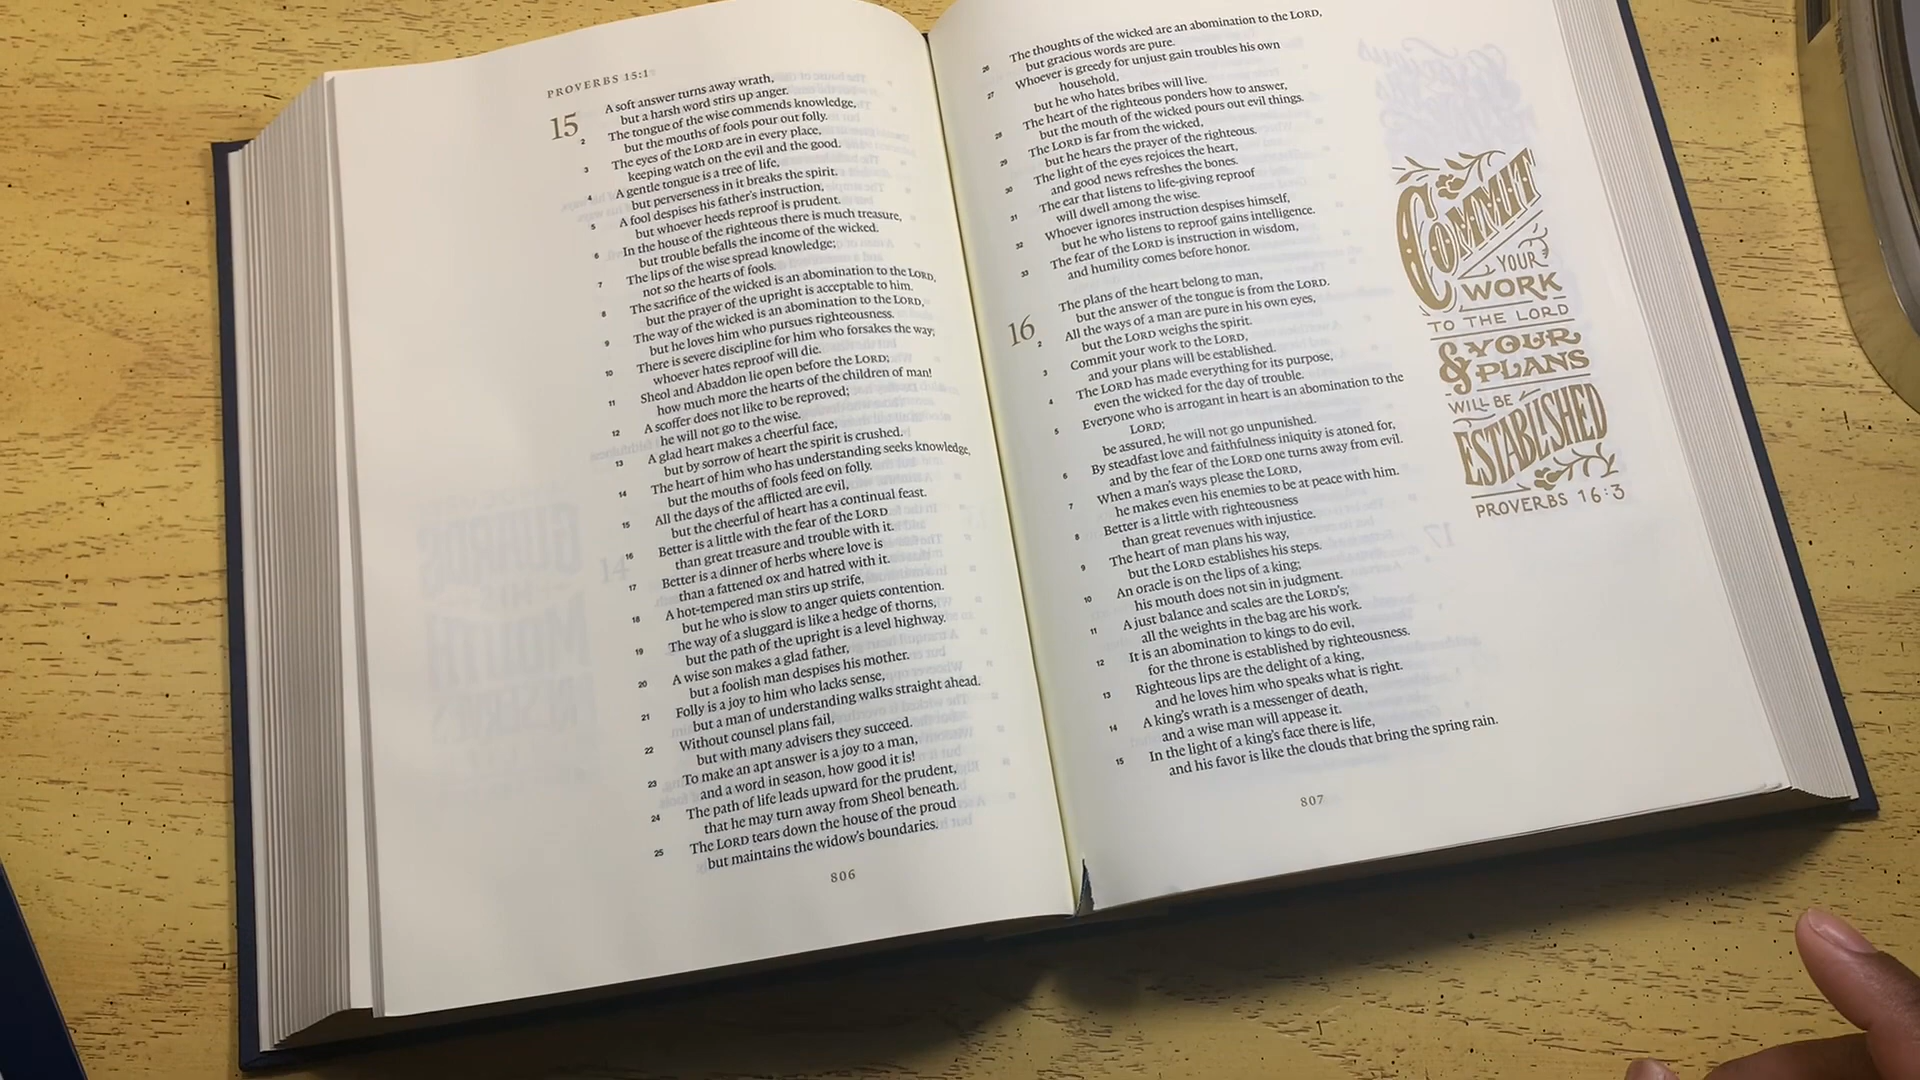 PROVERBS 15:1
15 A soft answer turns away wrath,
but a harsh word stirs up anger.
2 The tongue of the wise commends knowledge,
but the mouths of fools pour out folly.
3 The eyes of the LORD are in every place,
keeping watch on the evil and the good.
4 A gentle tongue is a tree of life,
but perverseness in it breaks the spirit.
5 A fool despises his father's instruction,
but whoever heeds reproof is prudent.
6 In the house of the righteous there is much treasure,
but trouble befalls the income of the wicked.
7 The lips of the wise spread knowledge;
not so the hearts of fools.
8 The sacrifice of the wicked is an abomination to the LORD,
but the prayer of the upright is acceptable to him.
9 The way of the wicked is an abomination to the LORD,
but he loves him who pursues righteousness.
10 There is severe discipline for him who forsakes the way;
whoever hates reproof will die.
11 Sheol and Abaddon lie open before the LORD;
how much more the hearts of the children of man!
12 A scoffer does not like to be reproved;
he will not go to the wise.
13 A glad heart makes a cheerful face,
but by sorrow of heart the spirit is crushed.
14 The heart of him who has understanding seeks knowledge,
but the mouths of fools feed on folly.
15 All the days of the afflicted are evil,
but the cheerful of heart has a continual feast.
16 Better is a little with the fear of the LORD
than great treasure and trouble with it.
17 Better is a dinner of herbs where love is
than a fattened ox and hatred with it.
18 A hot-tempered man stirs up strife,
but he who is slow to anger quiets contention.
19 The way of a sluggard is like a hedge of thorns,
but the path of the upright is a level highway.
20 A wise son makes a glad father,
but a foolish man despises his mother.
21 Folly is a joy to him who lacks sense,
but a man of understanding walks straight ahead.
22 Without counsel plans fail,
but with many advisers they succeed.
23 To make an apt answer is a joy to a man,
and a word in season, how good it is!
24 The path of life leads upward for the prudent,
that he may turn away from Sheol beneath.
25 The LORD tears down the house of the proud
but maintains the widow's boundaries.
806
26 The thoughts of the wicked are an abomination to the LORD,
but gracious words are pure.
27 Whoever is greedy for unjust gain troubles his own
household,
but he who hates bribes will live.
28 The heart of the righteous ponders how to answer,
but the mouth of the wicked pours out evil things.
29 The LORD is far from the wicked,
but he hears the prayer of the righteous.
30 The light of the eyes rejoices the heart,
and good news refreshes the bones.
31 The ear that listens to life-giving reproof
will dwell among the wise.
32 Whoever ignores instruction despises himself,
but he who listens to reproof gains intelligence.
33 The fear of the LORD is instruction in wisdom,
and humility comes before honor.
16 The plans of the heart belong to man,
but the answer of the tongue is from the LORD.
2 All the ways of a man are pure in his own eyes,
but the LORD weighs the spirit.
3 Commit your work to the LORD,
and your plans will be established.
4 The LORD has made everything for its purpose,
even the wicked for the day of trouble.
5 Everyone who is arrogant in heart is an abomination to the
LORD;
be assured, he will not go unpunished.
6 By steadfast love and faithfulness iniquity is atoned for,
and by the fear of the LORD one turns away from evil.
7 When a man's ways please the LORD,
he makes even his enemies to be at peace with him.
8 Better is a little with righteousness
than great revenues with injustice.
9 The heart of man plans his way,
but the LORD establishes his steps.
10 An oracle is on the lips of a king;
his mouth does not sin in judgment.
11 A just balance and scales are the LORD's;
all the weights in the bag are his work.
12 It is an abomination to kings to do evil,
for the throne is established by righteousness.
13 Righteous lips are the delight of a king,
and he loves him who speaks what is right.
14 A king's wrath is a messenger of death,
and a wise man will appease it.
15 In the light of a king's face there is life,
and his favor is like the clouds that bring the spring rain.
807
COMMIT
YOUR
WORK
TO THE LORD
& YOUR
PLANS
WILL BE
ESTABLISHED
PROVERBS 16:3